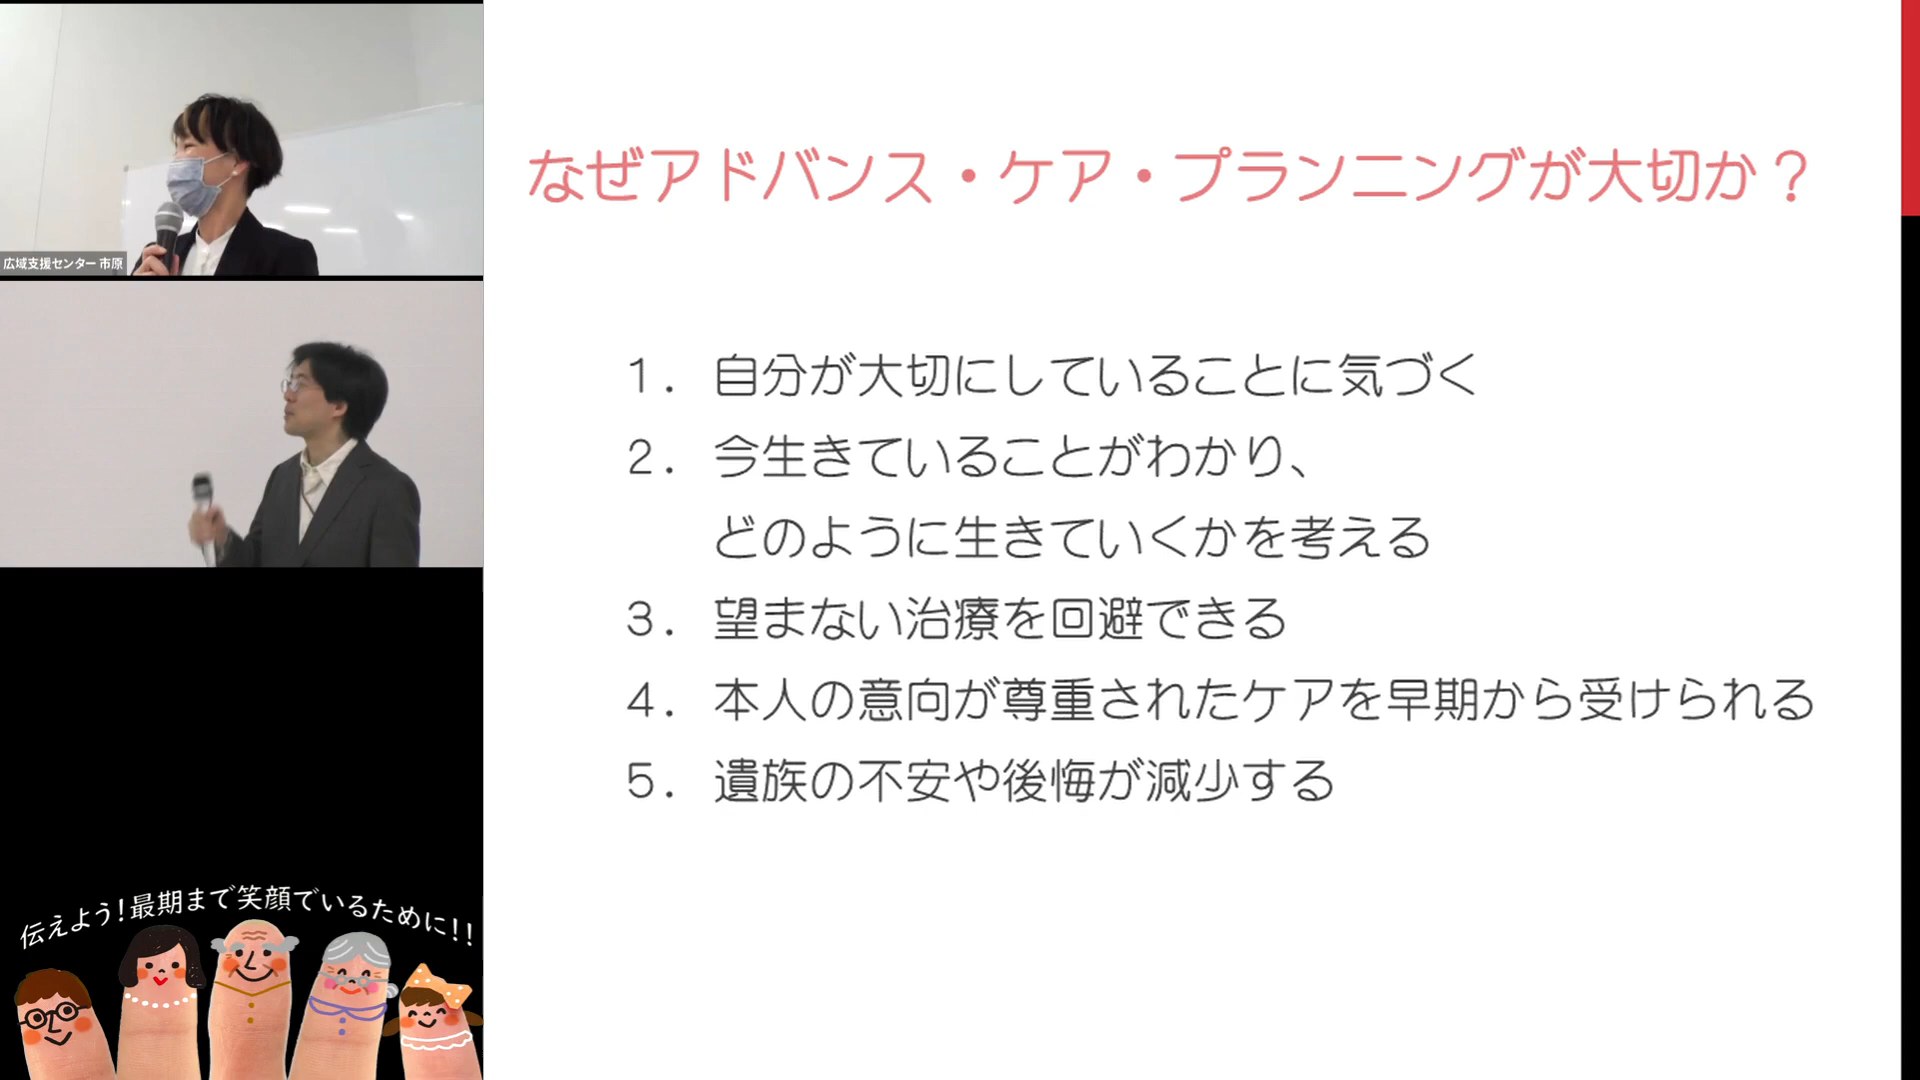 広域支援センター 市原
なぜアドバンス・ケア・プランニングが大切か？
１．自分が大切にしていることに気づく
２．今生きていることがわかり、
どのように生きていくかを考える
３．望まない治療を回避できる
４．本人の意向が尊重されたケアを早期から受けられる
５．遺族の不安や後悔が減少する
伝えよう！最期まで笑顔でいるために！！